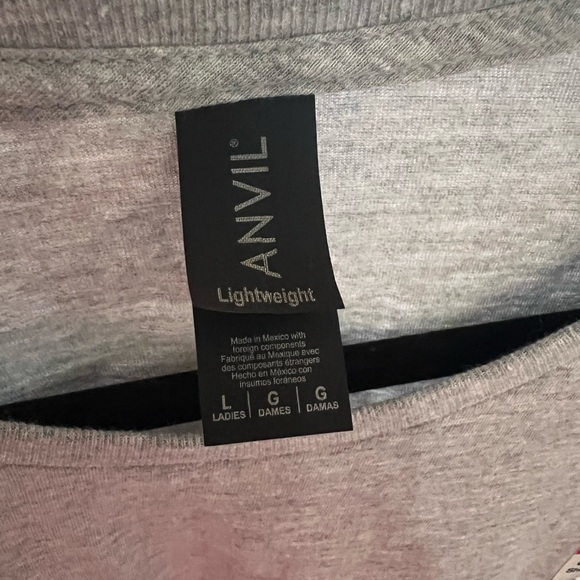 ANVIL®
Lightweight
Made in Mexico with
foreign components
Fabriqué au Mexique avec
des composants étrangers
Hecho en México con
insumos foráneos
L | G | G
LADIES | DAMES | DAMAS